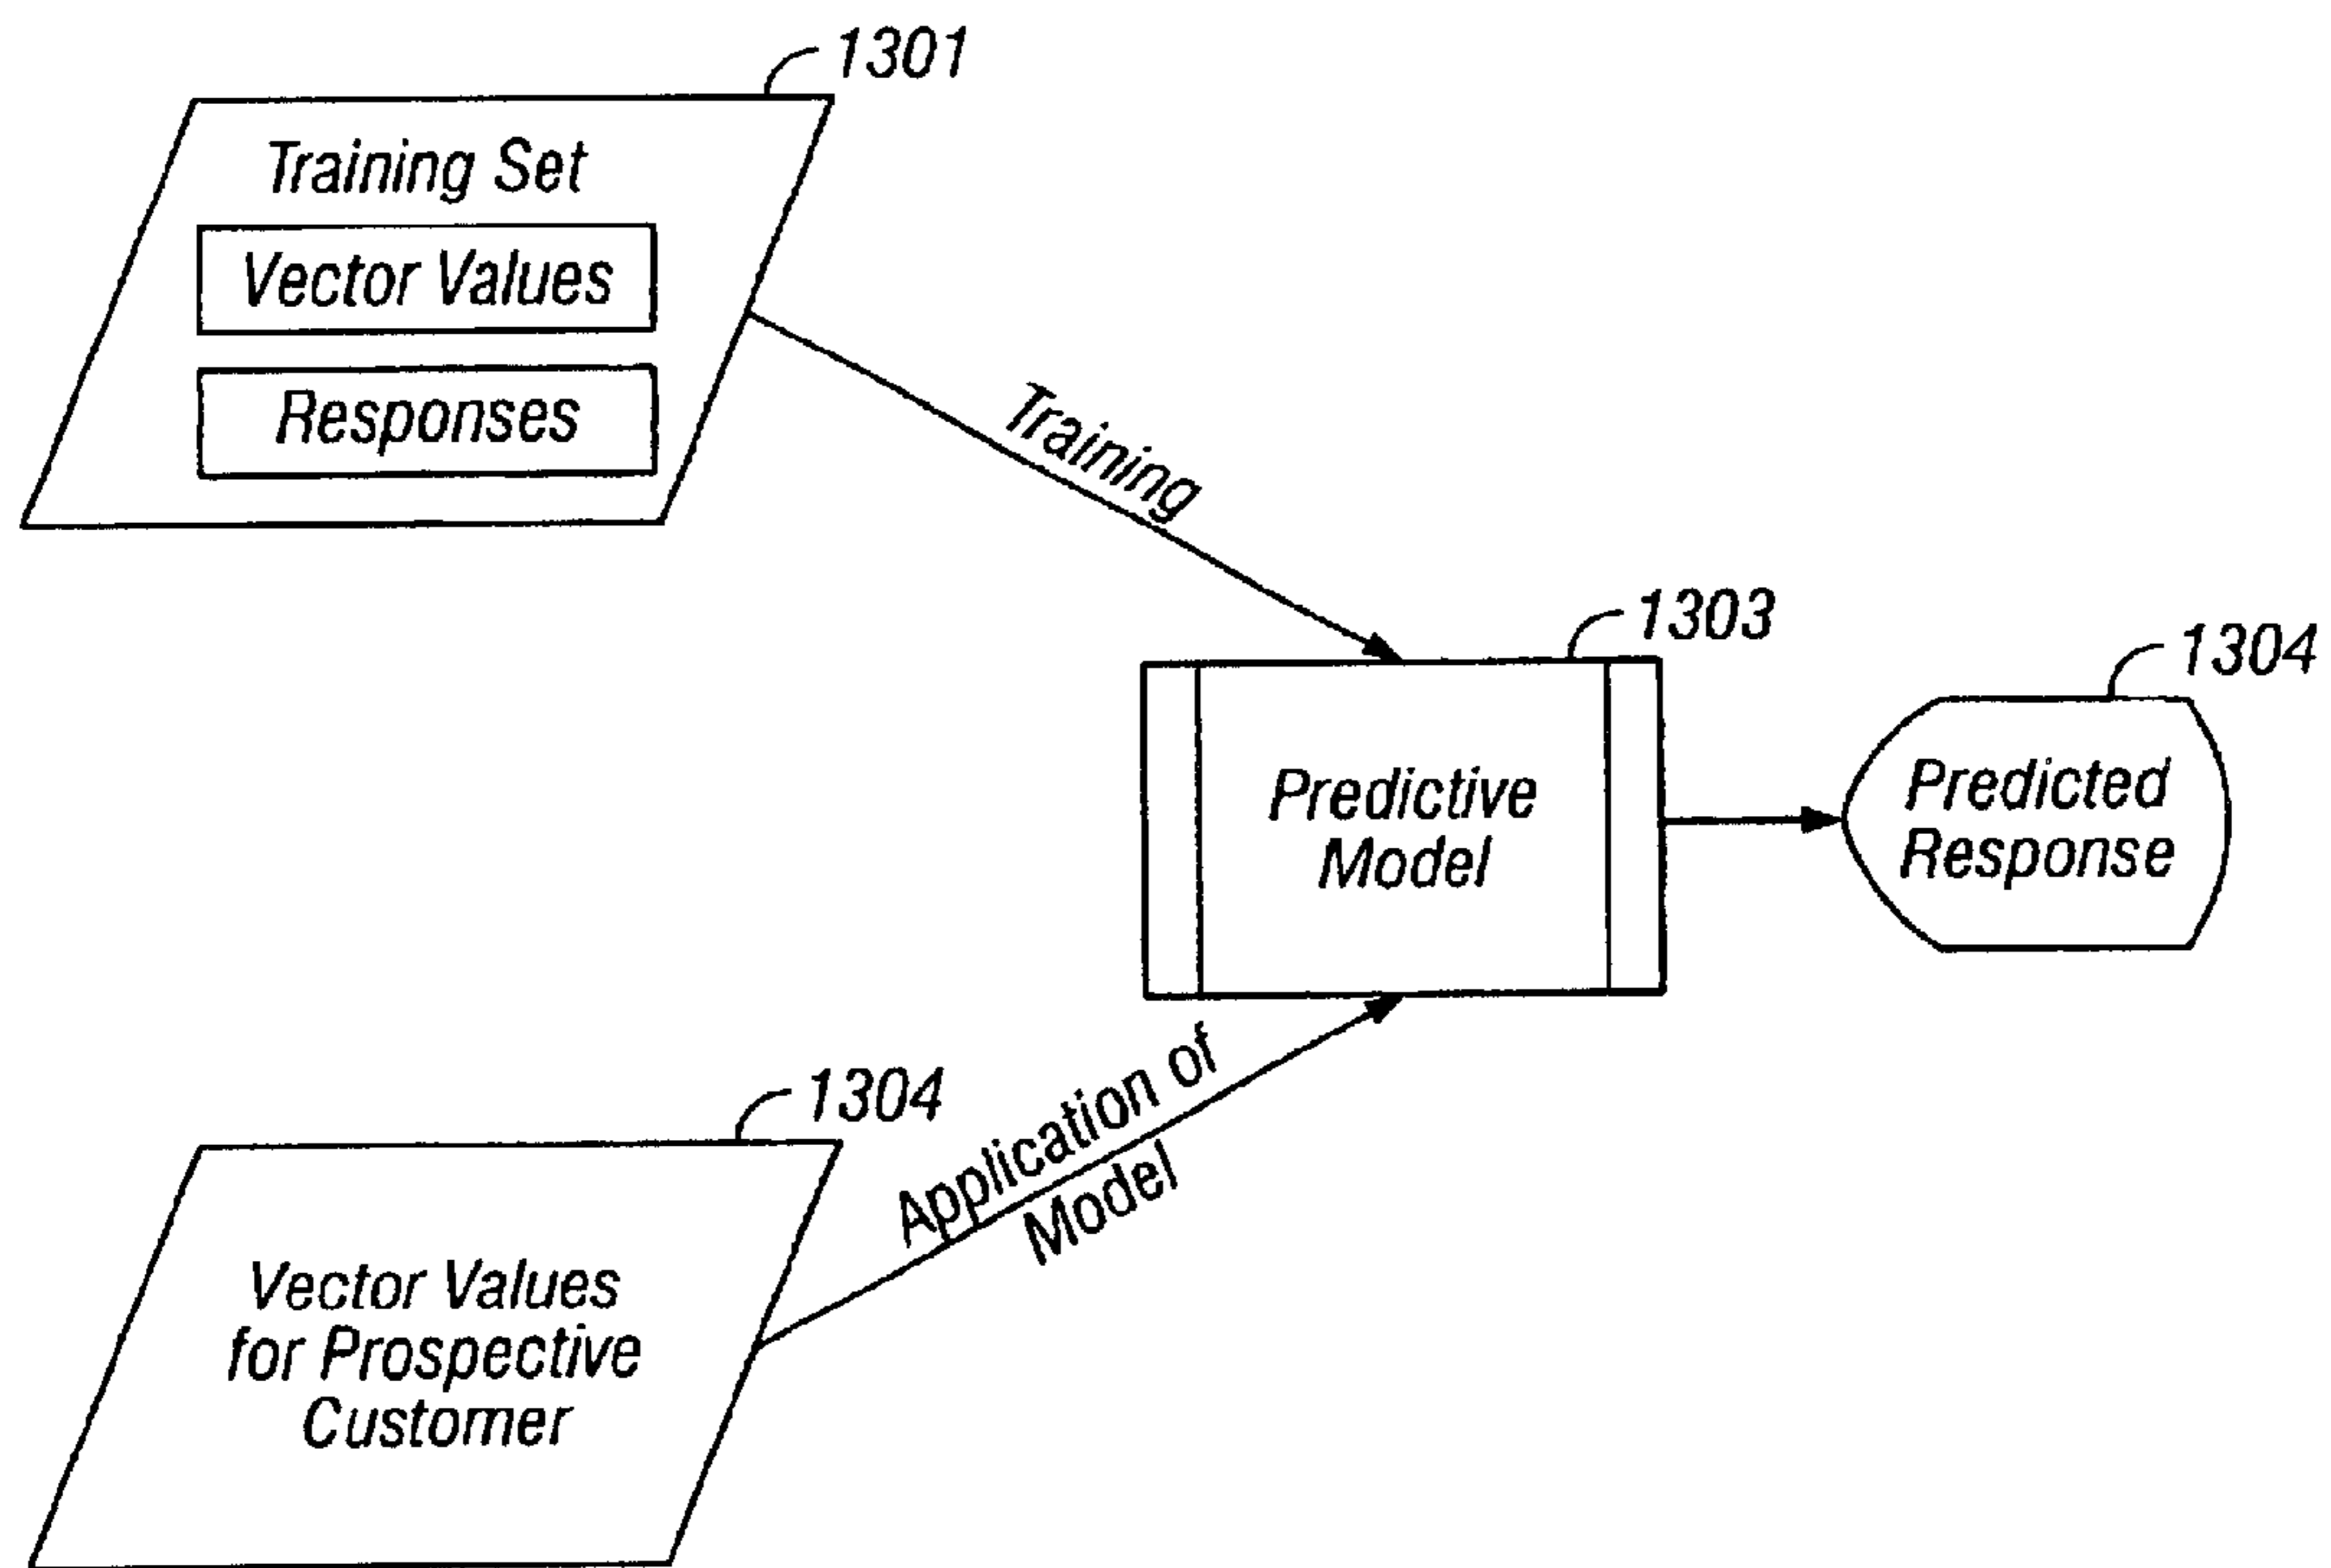 1301
Training Set
Vector Values
Responses
Training
1303
Predictive
Model
1304
Predicted
Response
1304
Application of
Model
Vector Values
for Prospective
Customer